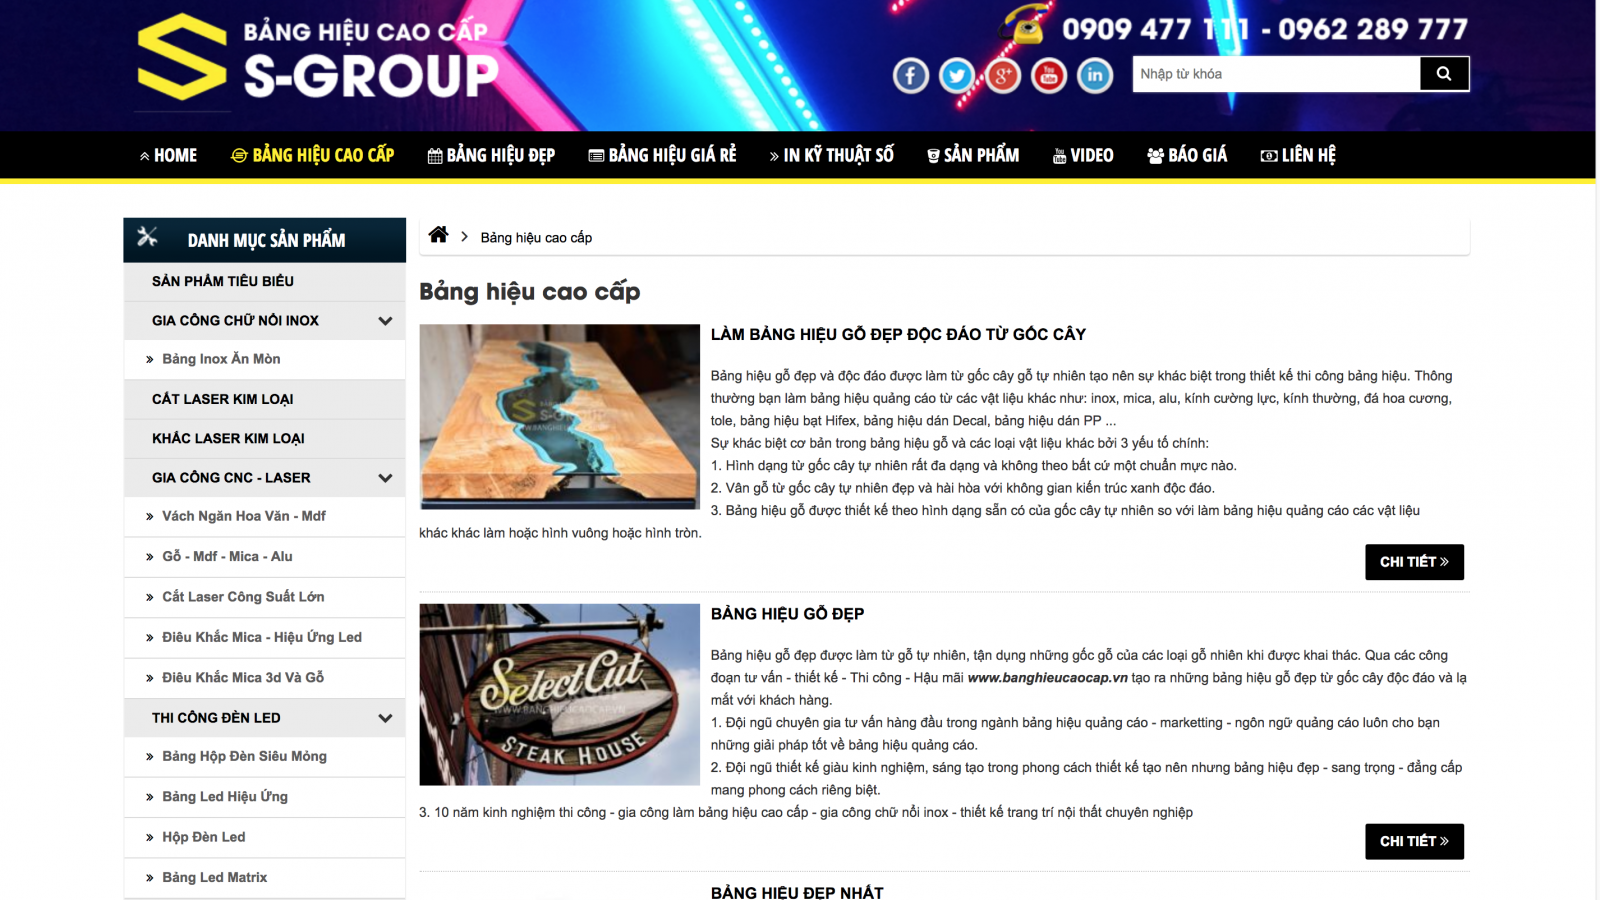 BẢNG HIỆU CAO CẤP
S-GROUP
0909 477 111 - 0962 289 777
Nhập từ khóa
HOME
BẢNG HIỆU CAO CẤP
BẢNG HIỆU ĐẸP
BẢNG HIỆU GIÁ RẺ
IN KỸ THUẬT SỐ
SẢN PHẨM
VIDEO
BÁO GIÁ
LIÊN HỆ
DANH MỤC SẢN PHẨM
SẢN PHẨM TIÊU BIỂU
GIA CÔNG CHỮ NỔI INOX
Bảng Inox Ăn Mòn
CẮT LASER KIM LOẠI
KHẮC LASER KIM LOẠI
GIA CÔNG CNC - LASER
Vách Ngăn Hoa Văn - Mdf
Gỗ - Mdf - Mica - Alu
Cắt Laser Công Suất Lớn
Điêu Khắc Mica - Hiệu Ứng Led
Điêu Khắc Mica 3d Và Gỗ
THI CÔNG ĐÈN LED
Bảng Hộp Đèn Siêu Mỏng
Bảng Led Hiệu Ứng
Hộp Đèn Led
Bảng Led Matrix
Bảng hiệu cao cấp
Bảng hiệu cao cấp
S-GROUP
LÀM BẢNG HIỆU GỖ ĐẸP ĐỘC ĐÁO TỪ GỐC CÂY
Bảng hiệu gỗ đẹp và độc đáo được làm từ gốc cây gỗ tự nhiên tạo nên sự khác biệt trong thiết kế thi công bảng hiệu. Thông
thường bạn làm bảng hiệu quảng cáo từ các vật liệu khác như: inox, mica, alu, kính cường lực, kính thường, đá hoa cương,
tole, bảng hiệu bạt Hifex, bảng hiệu dán Decal, bảng hiệu dán PP ...
Sự khác biệt cơ bản trong bảng hiệu gỗ và các loại vật liệu khác bởi 3 yếu tố chính:
1. Hình dạng từ gốc cây tự nhiên rất đa dạng và không theo bất cứ một chuẩn mực nào.
2. Vân gỗ từ gốc cây tự nhiên đẹp và hài hòa với không gian kiến trúc xanh độc đáo.
3. Bảng hiệu gỗ được thiết kế theo hình dạng sẵn có của gốc cây tự nhiên so với làm bảng hiệu quảng cáo các vật liệu
khác khác làm hoặc hình vuông hoặc hình tròn.
CHI TIẾT
Select Cut
WWW.BANGHIEUCAOCAP.VN
STEAK HOUSE
BẢNG HIỆU GỖ ĐẸP
Bảng hiệu gỗ đẹp được làm từ gỗ tự nhiên, tận dụng những gốc gỗ của các loại gỗ nhiên khi được khai thác. Qua các công
đoạn tư vấn - thiết kế - Thi công - Hậu mãi www.banghieucaocap.vn tạo ra những bảng hiệu gỗ đẹp từ gốc cây độc đáo và lạ
mắt với khách hàng.
1. Đội ngũ chuyên gia tư vấn hàng đầu trong ngành bảng hiệu quảng cáo - marketting - ngôn ngữ quảng cáo luôn cho bạn
những giải pháp tốt về bảng hiệu quảng cáo.
2. Đội ngũ thiết kế giàu kinh nghiệm, sáng tạo trong phong cách thiết kế tạo nên nhưng bảng hiệu đẹp - sang trọng - đẳng cấp
mang phong cách riêng biệt.
3. 10 năm kinh nghiệm thi công - gia công làm bảng hiệu cao cấp - gia công chữ nổi inox - thiết kế trang trí nội thất chuyên nghiệp
CHI TIẾT
BẢNG HIỆU ĐẸP NHẤT